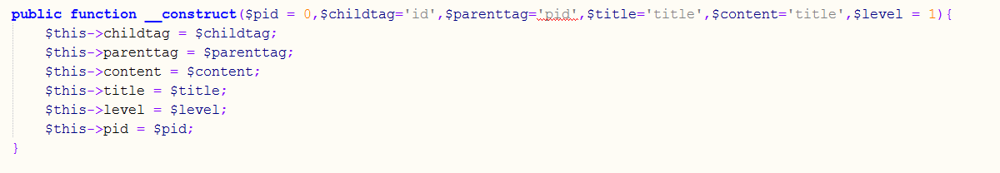 public function __construct($pid = 0,$childtag='id',$parenttag='pid',$title='title',$content='title',$level = 1){
$this->childtag = $childtag;
$this->parenttag = $parenttag;
$this->content = $content;
$this->title = $title;
$this->level = $level;
$this->pid = $pid;
}